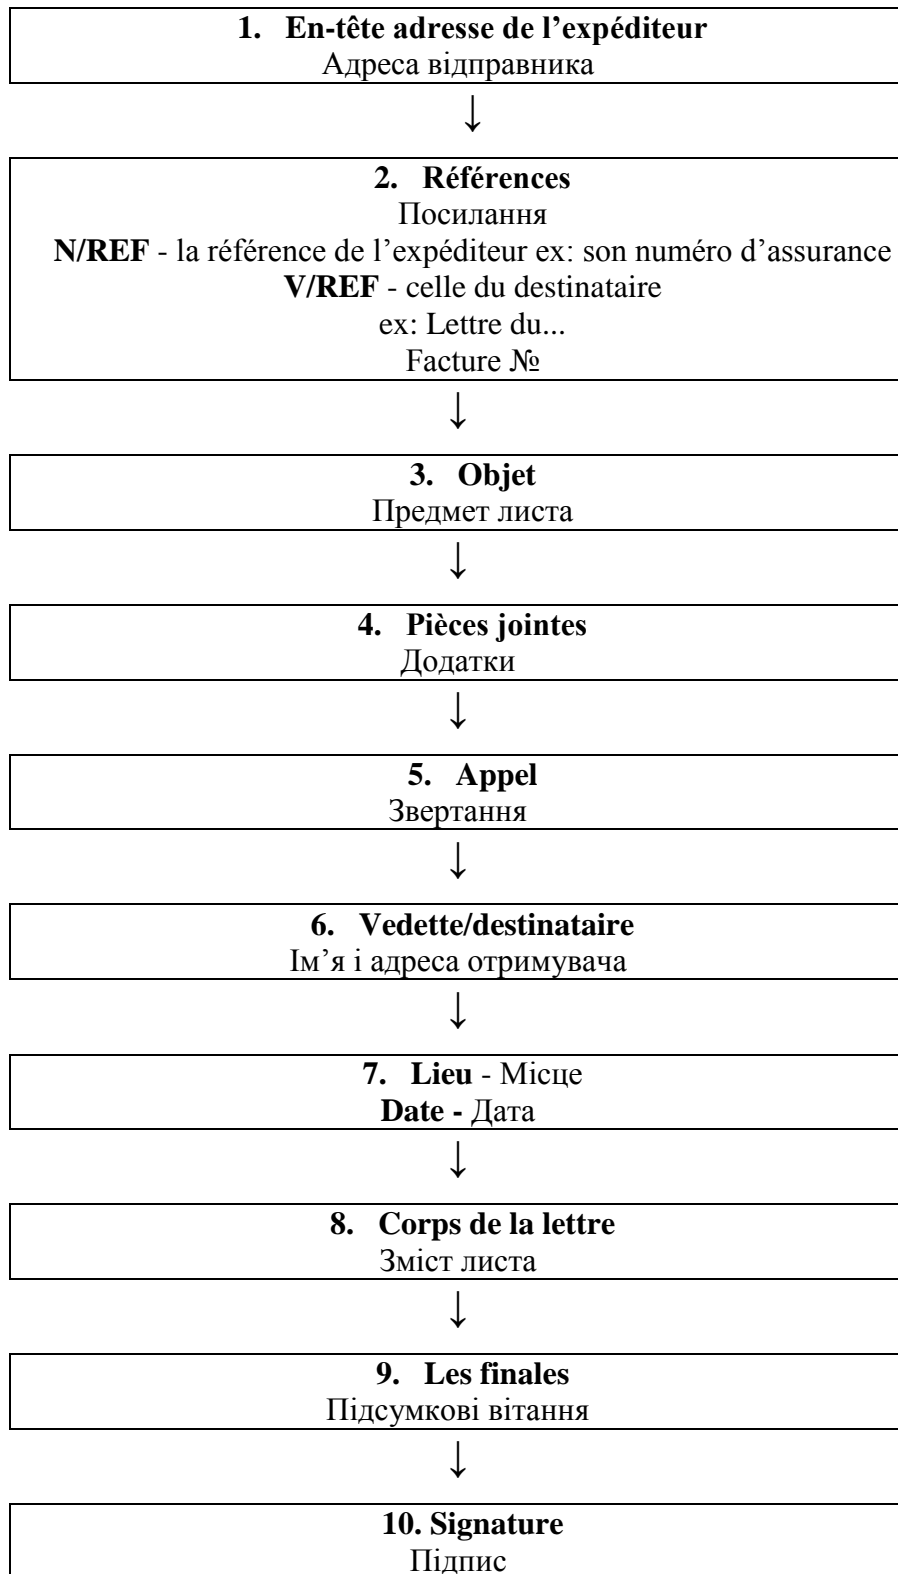 1. En-tête adresse de l’expéditeur
Адреса відправника
↓
2. Références
Посилання
N/REF - la référence de l’expéditeur ex: son numéro d’assurance
V/REF - celle du destinataire
ex: Lettre du...
Facture №
↓
3. Objet
Предмет листа
↓
4. Pièces jointes
Додатки
↓
5. Appel
Звертання
↓
6. Vedette/destinataire
Ім’я і адреса отримувача
↓
7. Lieu - Місце
Date - Дата
↓
8. Corps de la lettre
Зміст листа
↓
9. Les finales
Підсумкові вітання
↓
10. Signature
Підпис